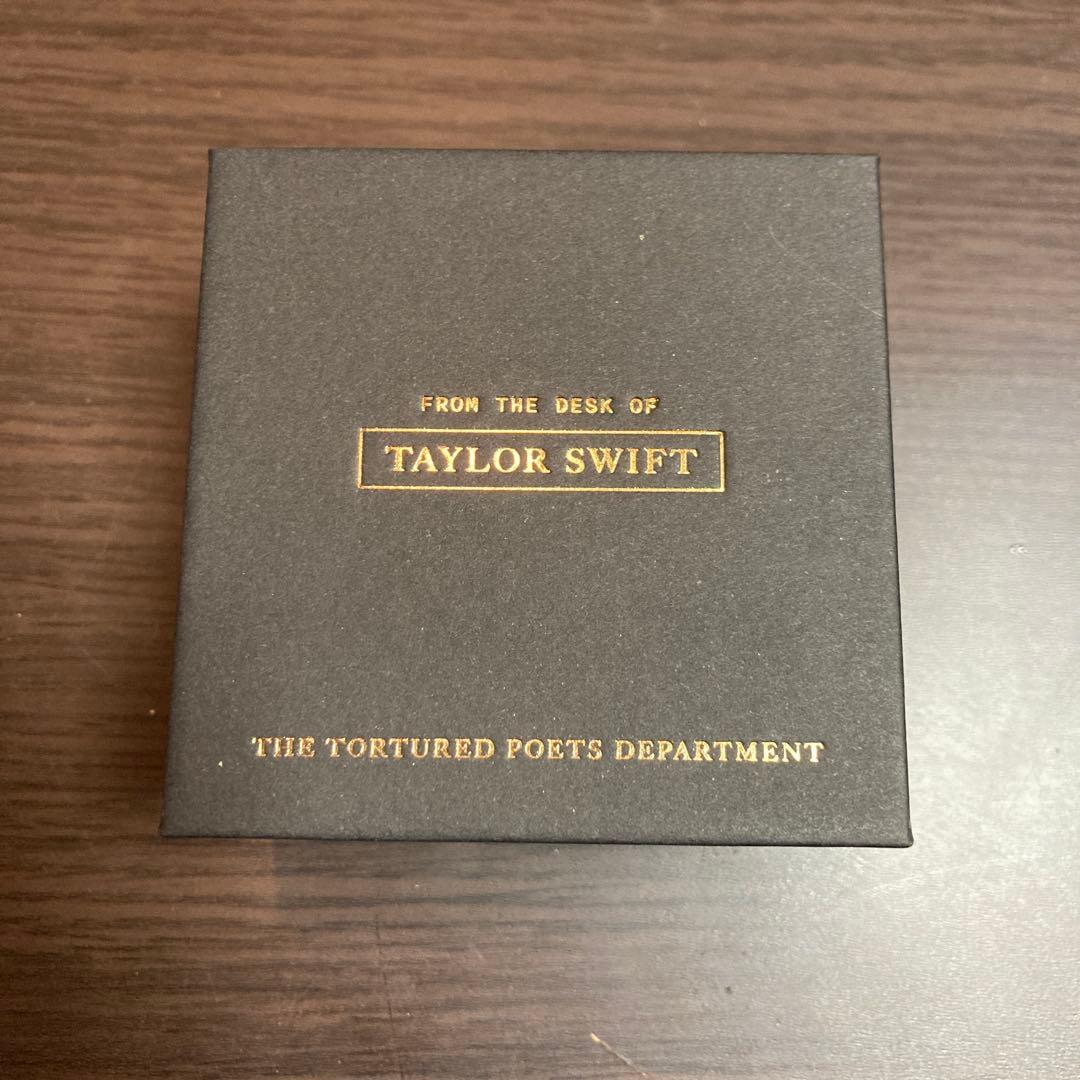 FROM THE DESK OF
TAYLOR SWIFT
THE TORTURED POETS DEPARTMENT